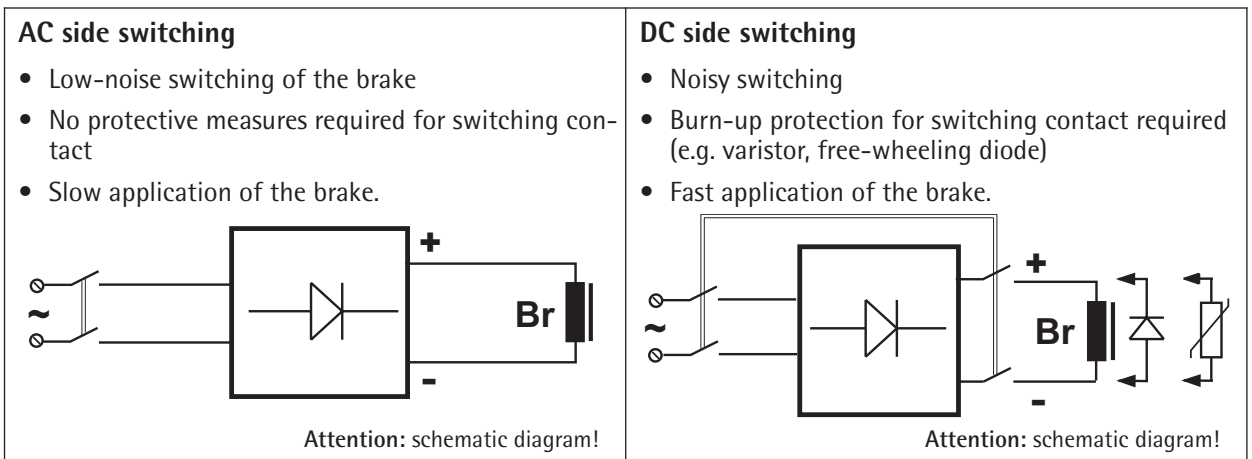 AC side switching
• Low-noise switching of the brake
• No protective measures required for switching con-
tact
• Slow application of the brake.
+
~
Br
-
Attention: schematic diagram!
DC side switching
• Noisy switching
• Burn-up protection for switching contact required
(e.g. varistor, free-wheeling diode)
• Fast application of the brake.
+
~
Br
-
Attention: schematic diagram!